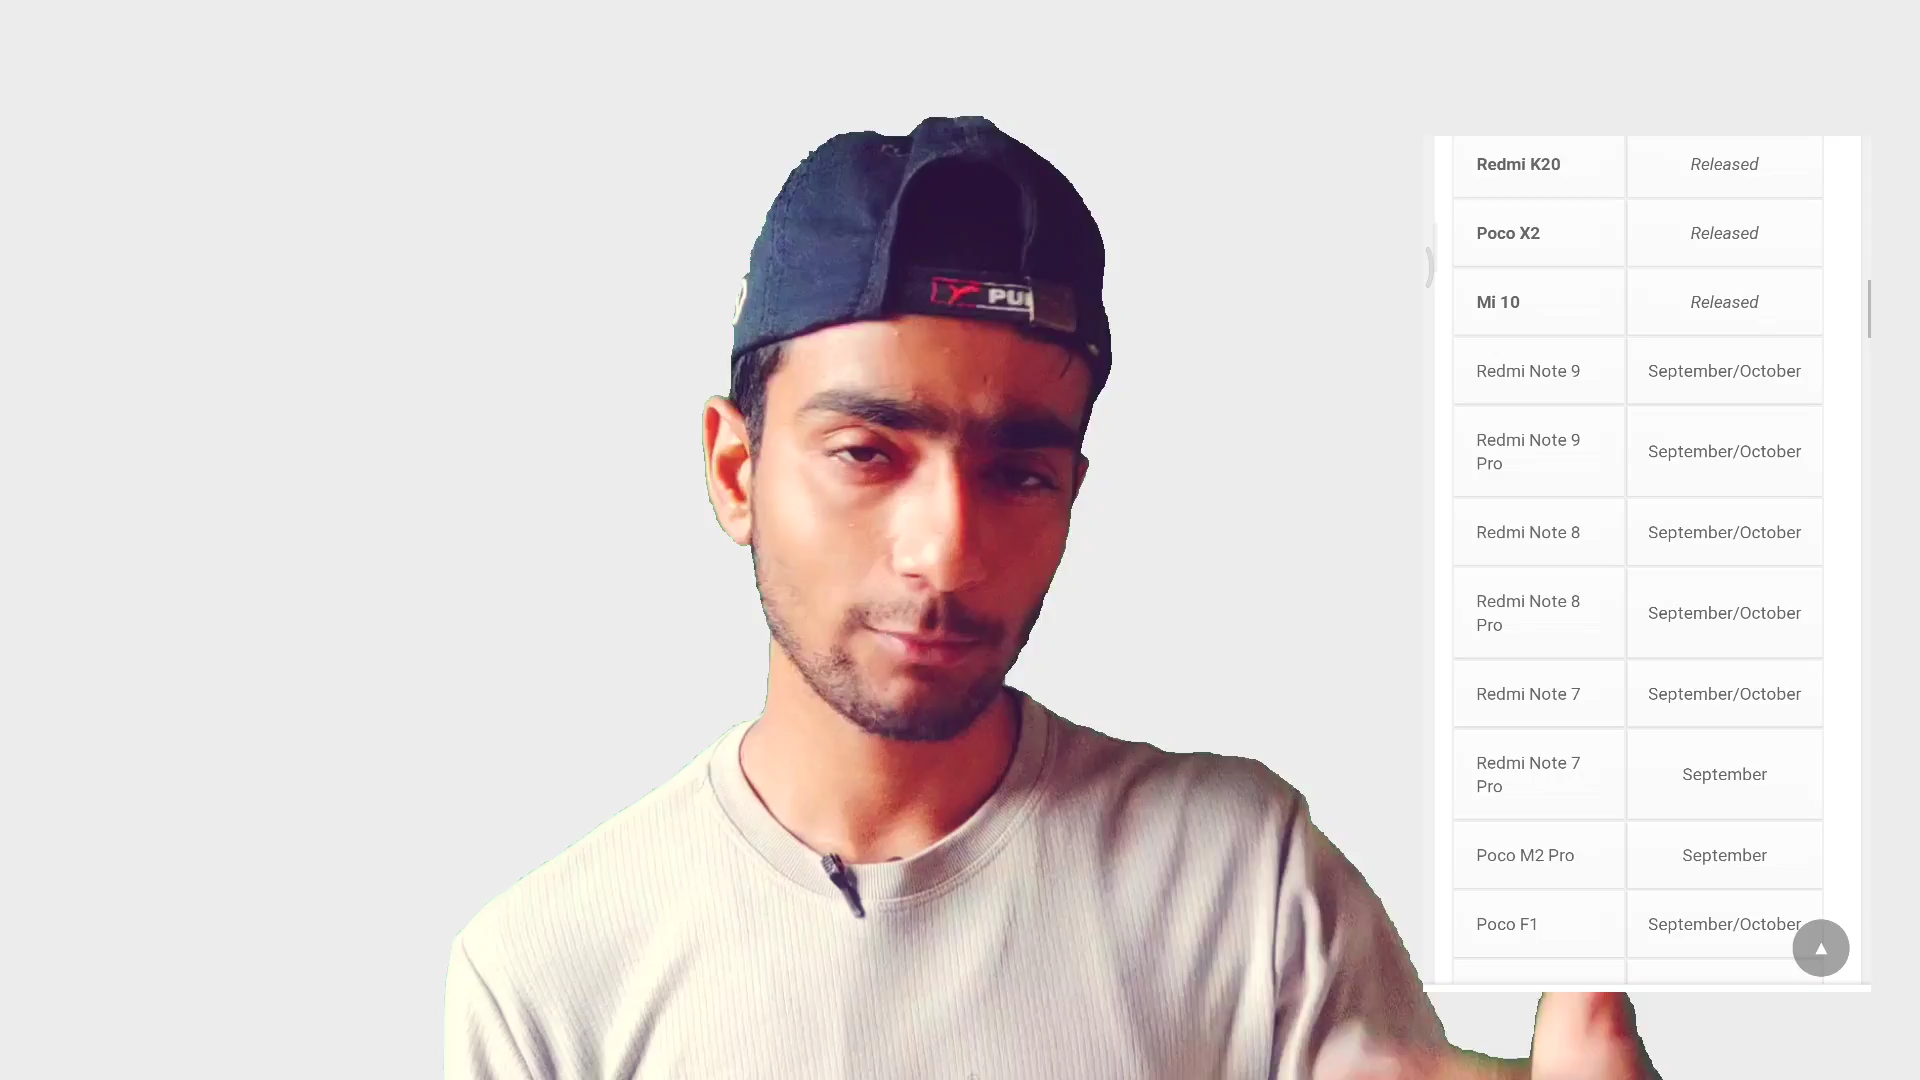 PU
Redmi K20 Released
Poco X2 Released
Mi 10 Released
Redmi Note 9 September/October
Redmi Note 9
Pro
September/October
Redmi Note 8 September/October
Redmi Note 8
Pro
September/October
Redmi Note 7 September/October
Redmi Note 7
Pro
September
Poco M2 Pro September
Poco F1 September/October